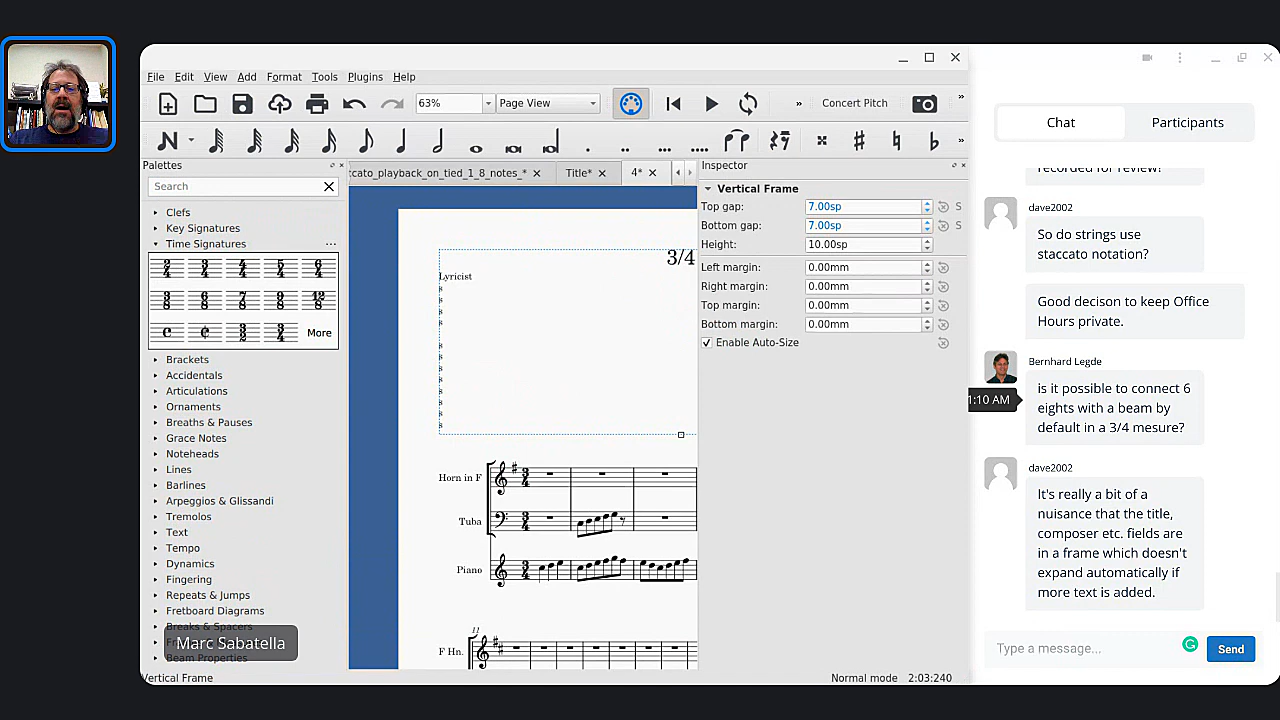 File Edit View Add Format Tools Plugins Help
63% Page View Concert Pitch
Palettes
Search
Clefs
Key Signatures
Time Signatures
More
Brackets
Accidentals
Articulations
Ornaments
Breaths & Pauses
Grace Notes
Noteheads
Lines
Barlines
Arpeggios & Glissandi
Tremolos
Text
Tempo
Dynamics
Fingering
Repeats & Jumps
Fretboard Diagrams
Breaks & Spacers
Beam Properties
Marc Sabatella
Vertical Frame
ccato_playback_on_tied_1_8_notes_* Title* 4*
3/4
Lyricist
s
s
s
s
s
s
s
s
s
s
s
s
Horn in F
Tuba
Piano
11
F Hn.
Inspector
Vertical Frame
Top gap: 7.00sp S
Bottom gap: 7.00sp S
Height: 10.00sp
Left margin: 0.00mm
Right margin: 0.00mm
Top margin: 0.00mm
Bottom margin: 0.00mm
Enable Auto-Size
Normal mode 2:03:240
Chat Participants
recorded for review?
dave2002
So do strings use
staccato notation?
Good decison to keep Office
Hours private.
Bernhard Legde
1:10 AM
is it possible to connect 6
eights with a beam by
default in a 3/4 mesure?
dave2002
It's really a bit of a
nuisance that the title,
composer etc. fields are
in a frame which doesn't
expand automatically if
more text is added.
Type a message...
Send